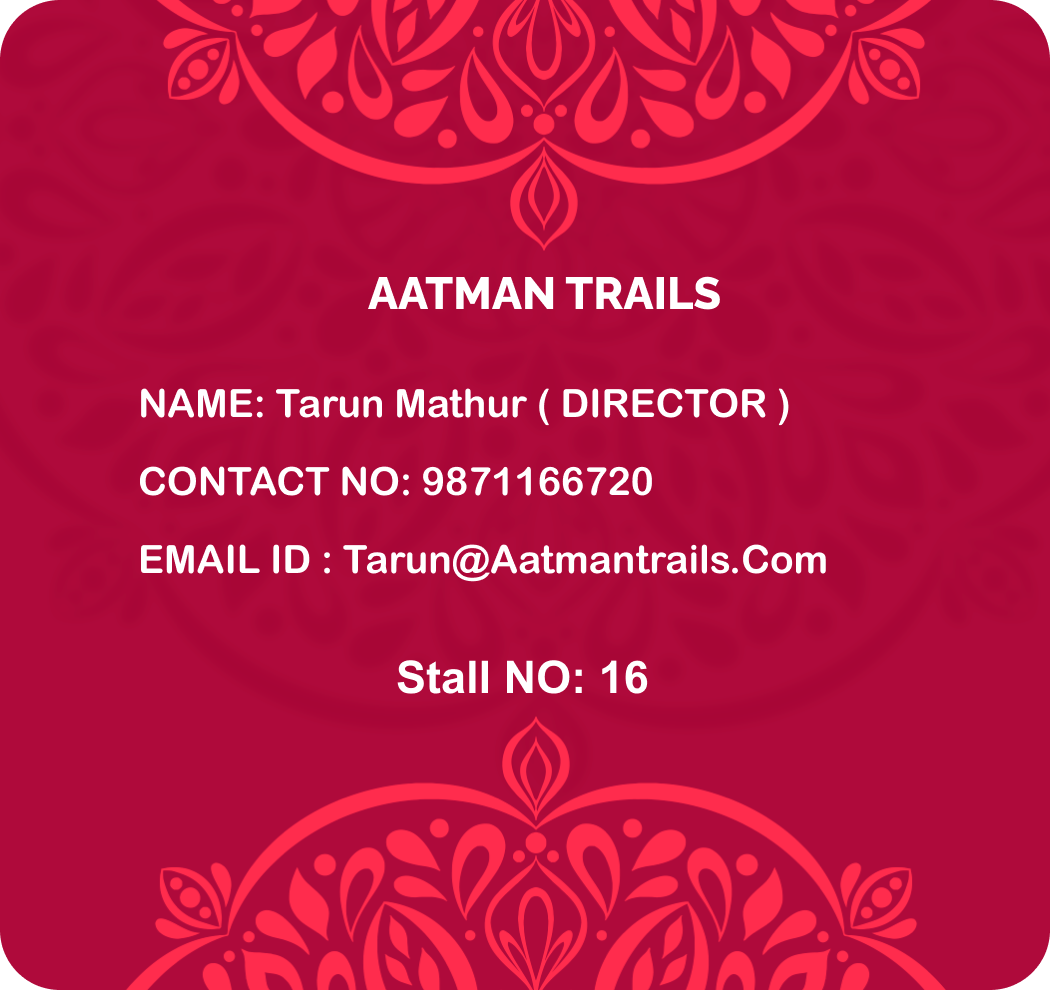 AATMAN TRAILS
NAME: Tarun Mathur ( DIRECTOR )
CONTACT NO: 9871166720
EMAIL ID : Tarun@Aatmantrails.Com
Stall NO: 16